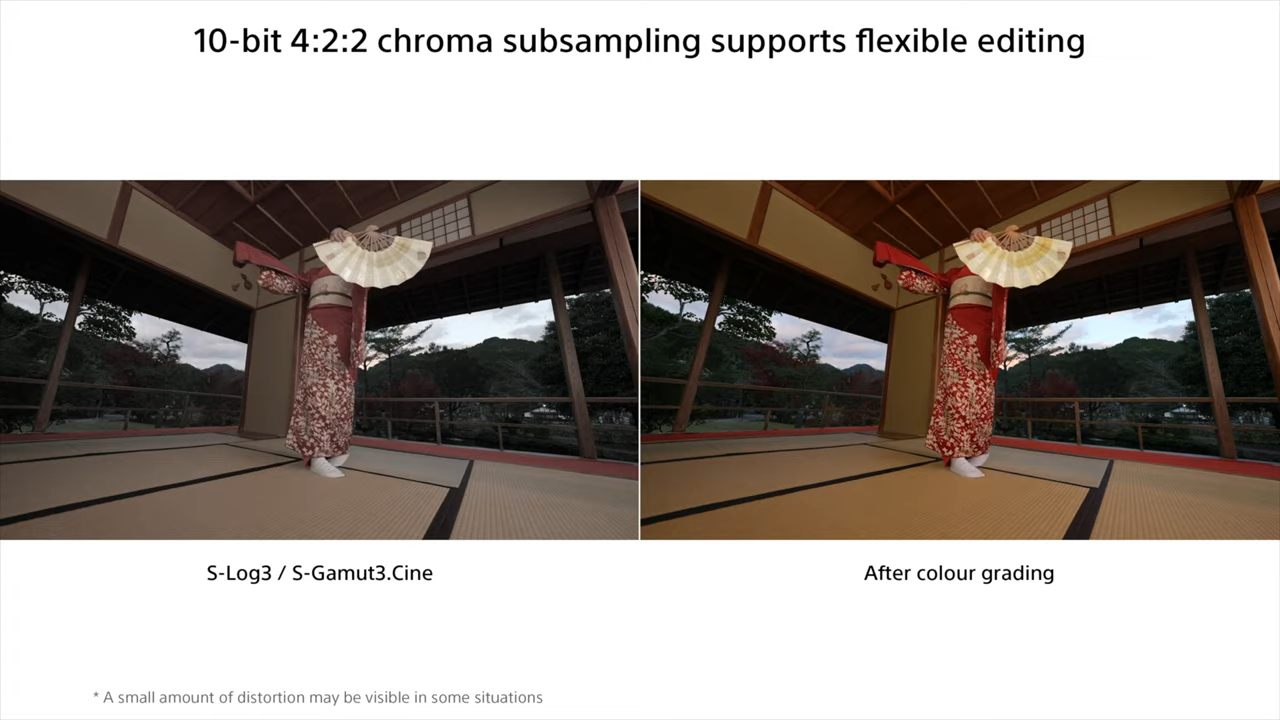 10-bit 4:2:2 chroma subsampling supports flexible editing
S-Log3 / S-Gamut3.Cine
After colour grading
* A small amount of distortion may be visible in some situations